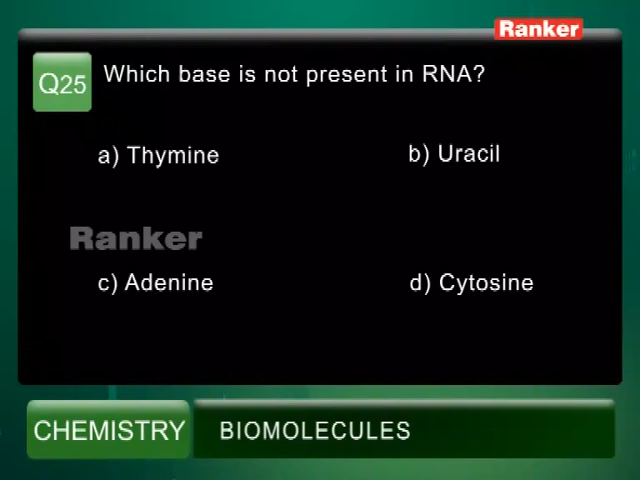 Ranker
Q25 Which base is not present in RNA?
a) Thymine b) Uracil
Ranker
c) Adenine d) Cytosine
CHEMISTRY BIOMOLECULES